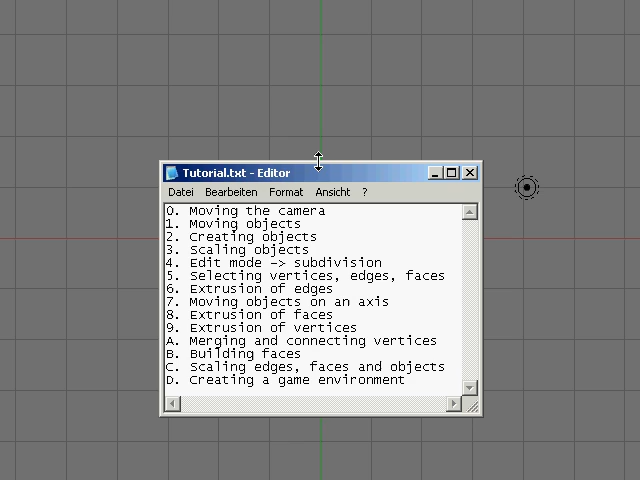 Tutorial.txt - Editor
Datei Bearbeiten Format Ansicht ?
0. Moving the camera
1. Moving objects
2. Creating objects
3. Scaling objects
4. Edit mode -> subdivision
5. Selecting vertices, edges, faces
6. Extrusion of edges
7. Moving objects on an axis
8. Extrusion of faces
9. Extrusion of vertices
A. Merging and connecting vertices
B. Building faces
C. Scaling edges, faces and objects
D. Creating a game environment